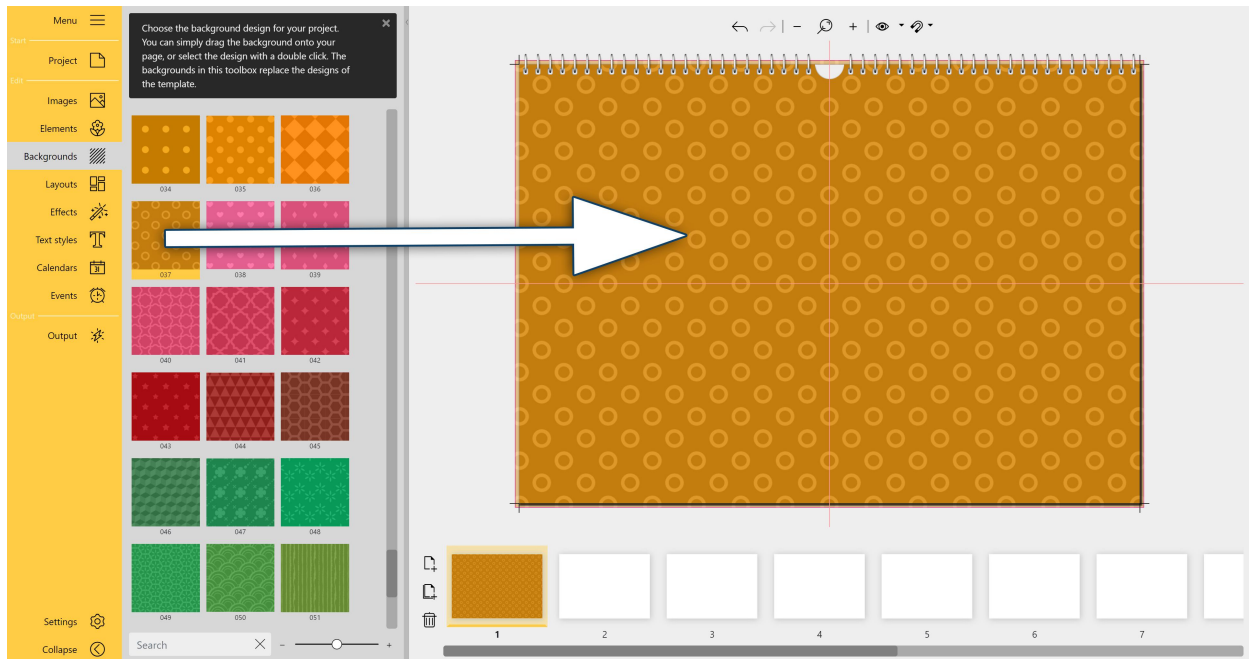 Menu
Start
Project
Edit
Images
Elements
Backgrounds
Layouts
Effects
Text styles
Calendars
31
Events
Output
Output
Settings
Collapse
Choose the background design for your project.
You can simply drag the background onto your
page, or select the design with a double click. The
backgrounds in this toolbox replace the designs of
the template.
034 035 036
037 038 039
040 041 042
043 044 045
046 047 048
049 050 051
Search
1 2 3 4 5 6 7